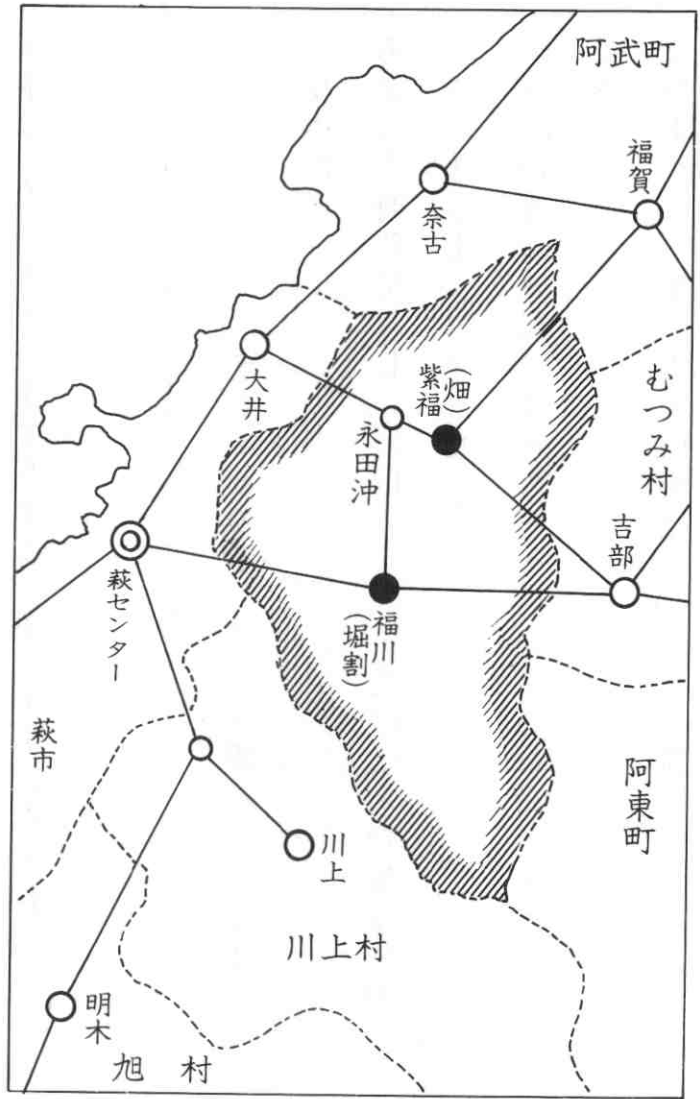 阿武町
福賀
奈古
むつみ村
紫福
(畑)
大井
永田沖
吉部
萩センター
福川
(堀割)
萩市
阿東町
川上
川上村
明木
旭村